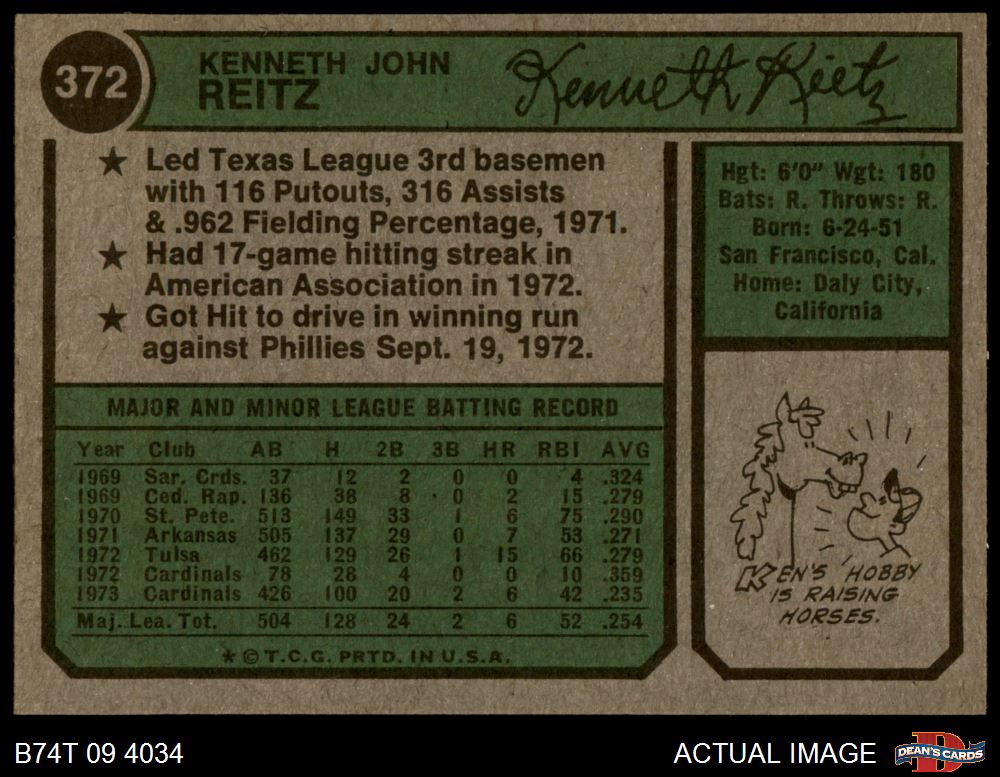 372
KENNETH JOHN
REITZ
Kenneth Reitz
★ Led Texas League 3rd basemen
with 116 Putouts, 316 Assists
& .962 Fielding Percentage, 1971.
★ Had 17-game hitting streak in
American Association in 1972.
★ Got Hit to drive in winning run
against Phillies Sept. 19, 1972.
Hgt: 6'0" Wgt: 180
Bats: R. Throws: R.
Born: 6-24-51
San Francisco, Cal.
Home: Daly City,
California
MAJOR AND MINOR LEAGUE BATTING RECORD
Year Club AB H 2B 3B HR RBI AVG
1969 Sar. Crds. 37 12 2 0 0 4 .324
1969 Ced. Rap. 136 38 8 0 2 15 .279
1970 St. Pete. 513 149 33 1 6 75 .290
1971 Arkansas 505 137 29 0 7 53 .271
1972 Tulsa 462 129 26 1 15 66 .279
1972 Cardinals 78 28 4 0 0 10 .359
1973 Cardinals 426 100 20 2 6 42 .235
Maj. Lea. Tot. 504 128 24 2 6 52 .254
★ © T.C.G. PRTD. IN U.S.A.
KEN'S HOBBY
IS RAISING
HORSES.
B74T 09 4034
ACTUAL IMAGE
D
DEAN'S CARDS